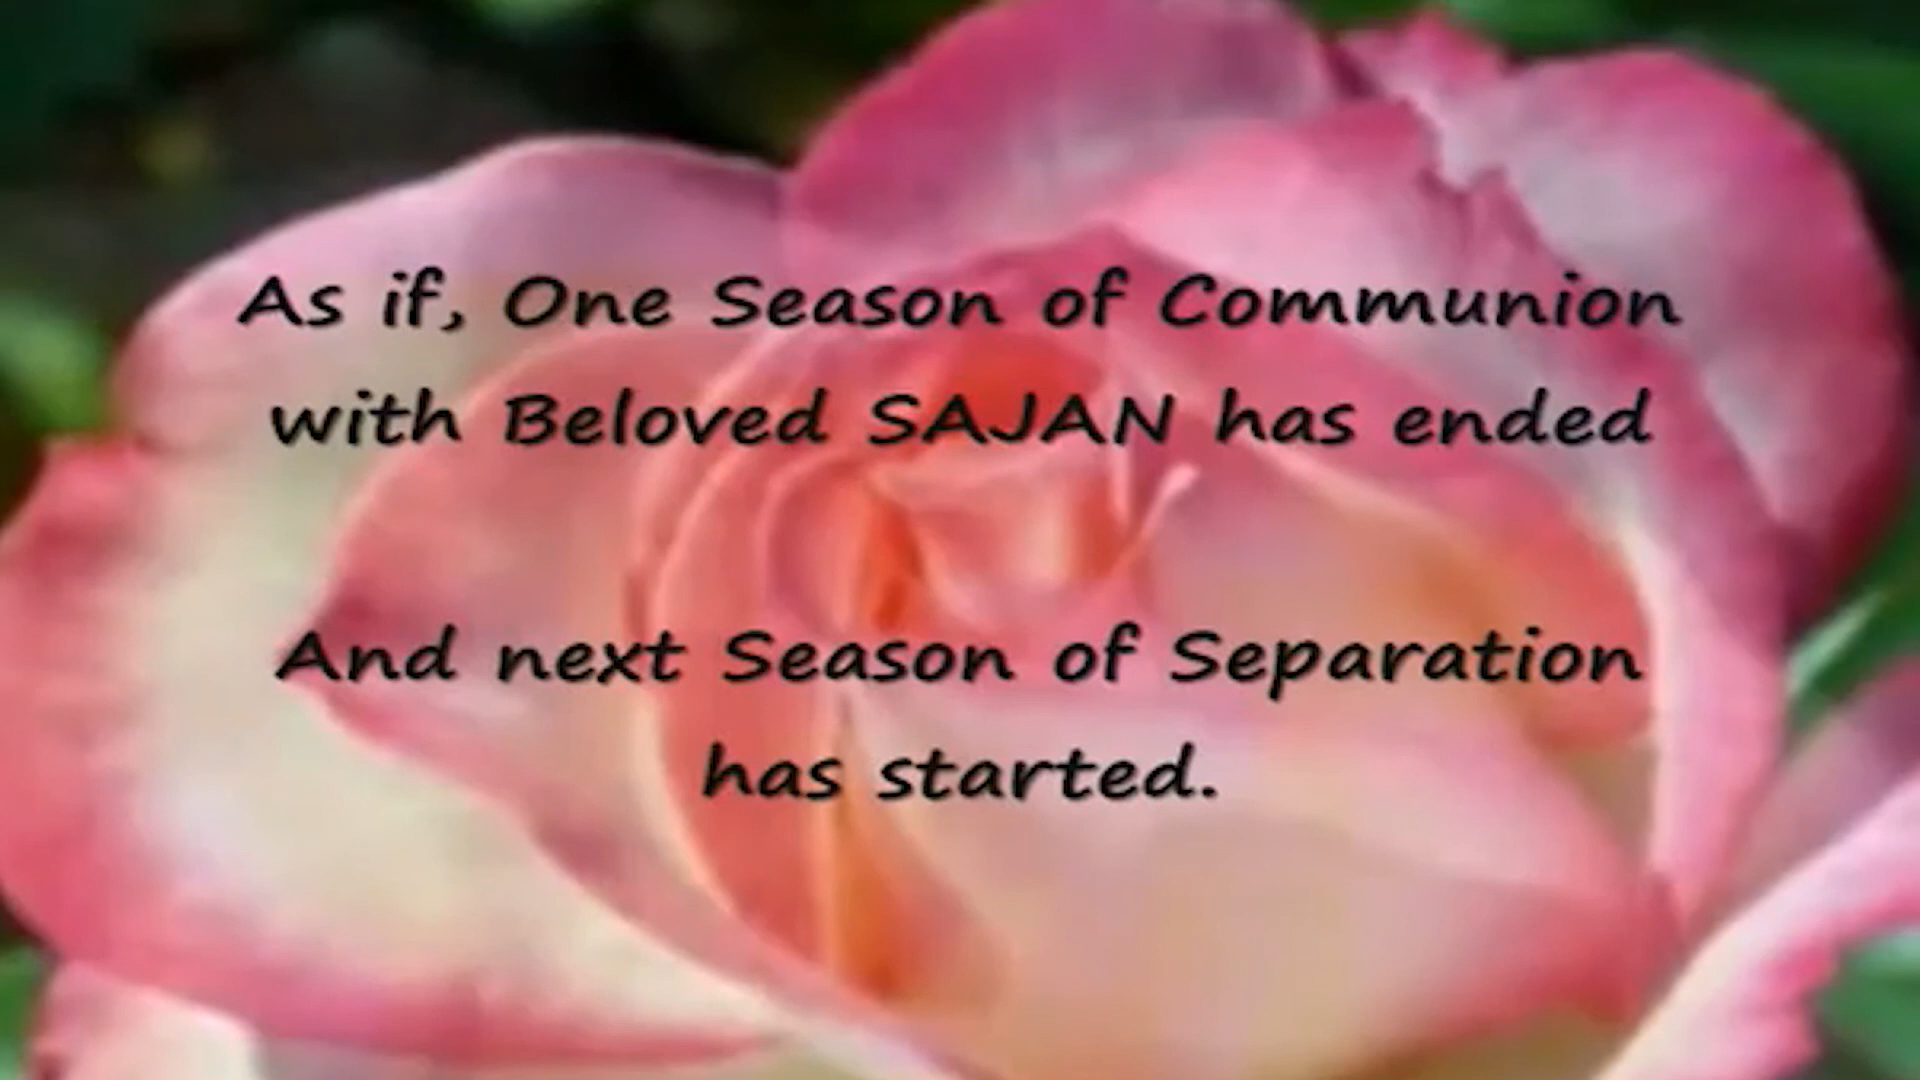 As if, One Season of Communion
with Beloved SAJAN has ended
And next Season of Separation
has started.